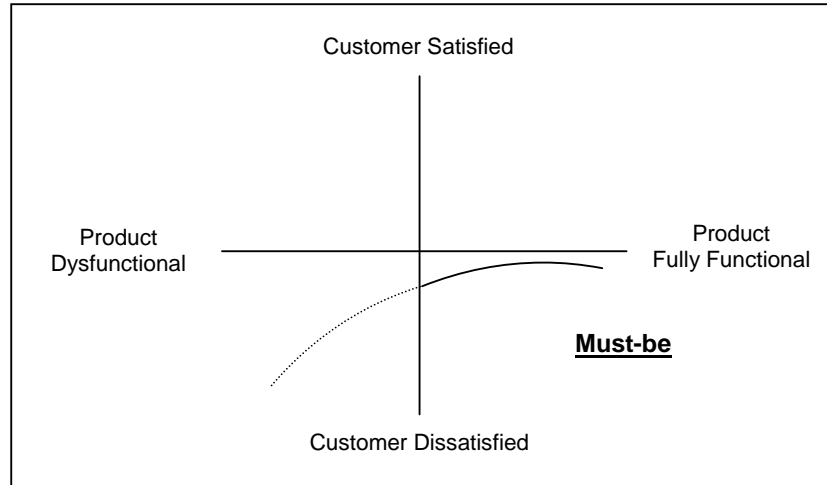 Customer Satisfied
Product
Dysfunctional
Product
Fully Functional
Must-be
Customer Dissatisfied